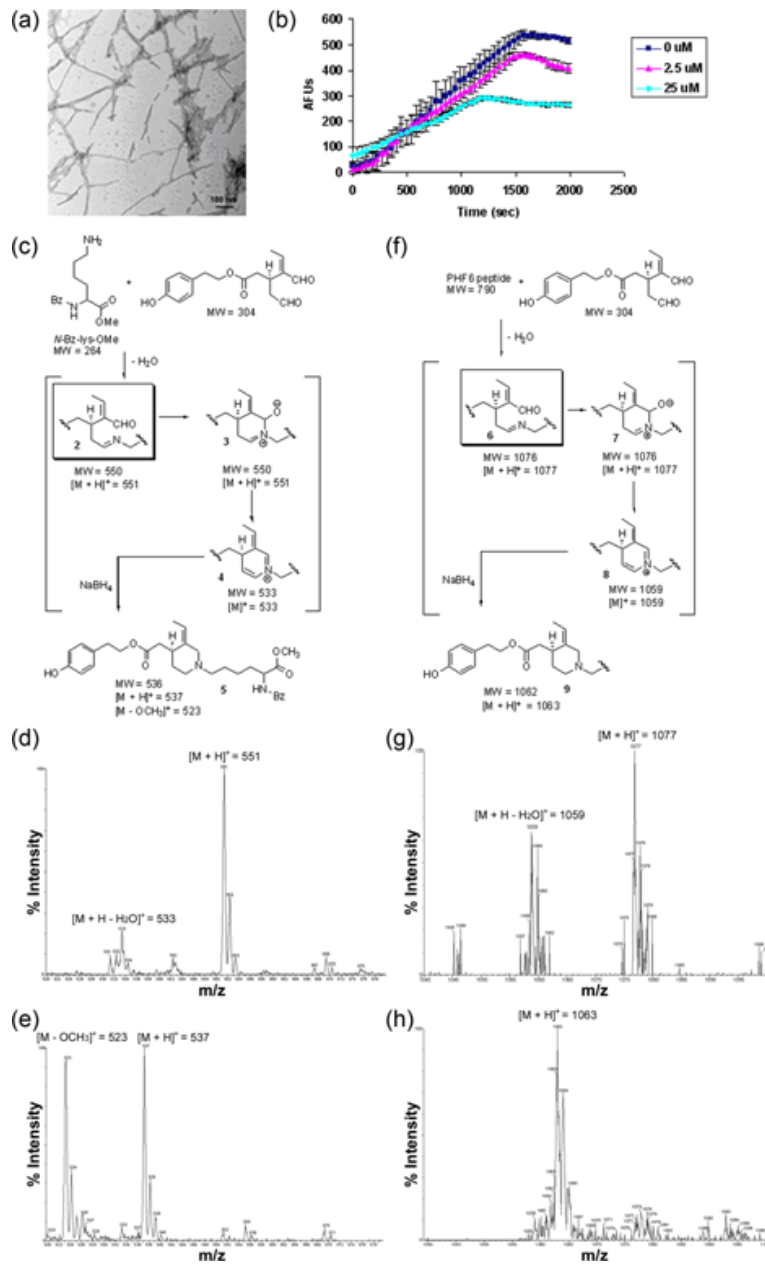 (a)
100 nm
(b)
AFUs
600
500
400
300
200
100
0
0 500 1000 1500 2000 2500
Time (sec)
0 uM
2.5 uM
25 uM
(c)
NH2
Bz
N
H
O
OMe
N-Bz-lys-OMe
MW = 264
+
HO
O
O
H
CHO
CHO
MW = 304
- H2O
H
CHO
N
2
MW = 550
[M + H]+ = 551
H
O⊖
N
⊕
3
MW = 550
[M + H]+ = 551
H
N
⊕
4
MW = 533
[M]+ = 533
NaBH4
HO
O
O
H
N
OCH3
O
HN-Bz
5
MW = 536
[M + H]+ = 537
[M - OCH3]+ = 523
(f)
PHF6 peptide
MW = 790
+
HO
O
O
H
CHO
CHO
MW = 304
- H2O
H
CHO
N
6
MW = 1076
[M + H]+ = 1077
H
O⊖
N
⊕
7
MW = 1076
[M + H]+ = 1077
H
N
⊕
8
MW = 1059
[M]+ = 1059
NaBH4
HO
O
O
H
N
9
MW = 1062
[M + H]+ = 1063
(d)
[M + H]+ = 551
[M + H - H2O]+ = 533
% Intensity
m/z
(g)
[M + H]+ = 1077
[M + H - H2O]+ = 1059
% Intensity
m/z
(e)
[M - OCH3]+ = 523
[M + H]+ = 537
% Intensity
m/z
(h)
[M + H]+ = 1063
% Intensity
m/z